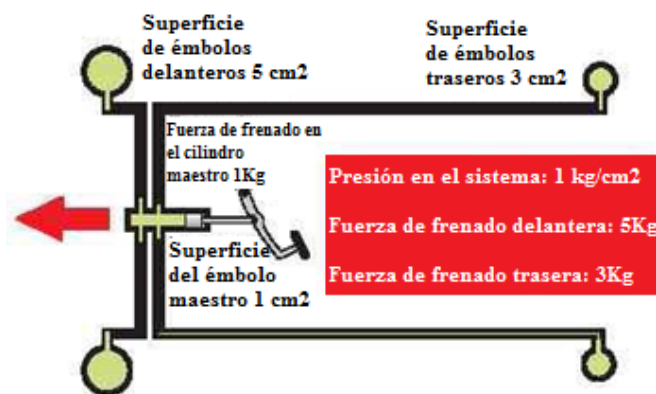 Superficie
de émbolos
delanteros 5 cm2
Superficie
de émbolos
traseros 3 cm2
Fuerza de frenado en
el cilindro
maestro 1Kg
Presión en el sistema: 1 kg/cm2
Fuerza de frenado delantera: 5Kg
Fuerza de frenado trasera: 3Kg
Superficie
del émbolo
maestro 1 cm2